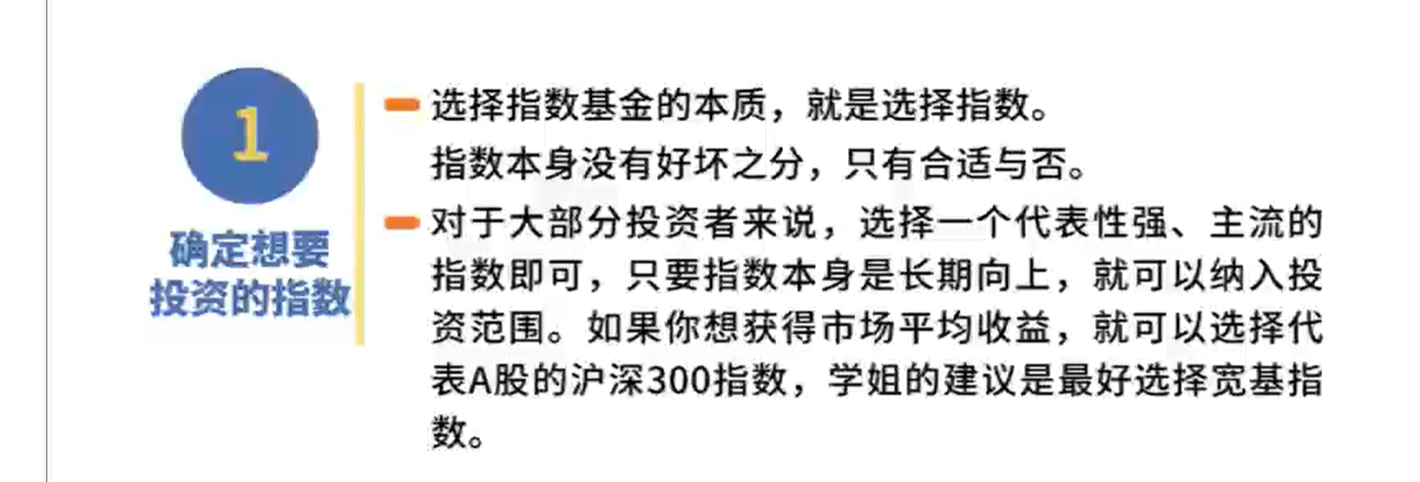 1
确定想要
投资的指数
选择指数基金的本质，就是选择指数。
指数本身没有好坏之分，只有合适与否。
对于大部分投资者来说，选择一个代表性强、主流的
指数即可，只要指数本身是长期向上，就可以纳入投
资范围。如果你想获得市场平均收益，就可以选择代
表A股的沪深300指数，学姐的建议是最好选择宽基指
数。